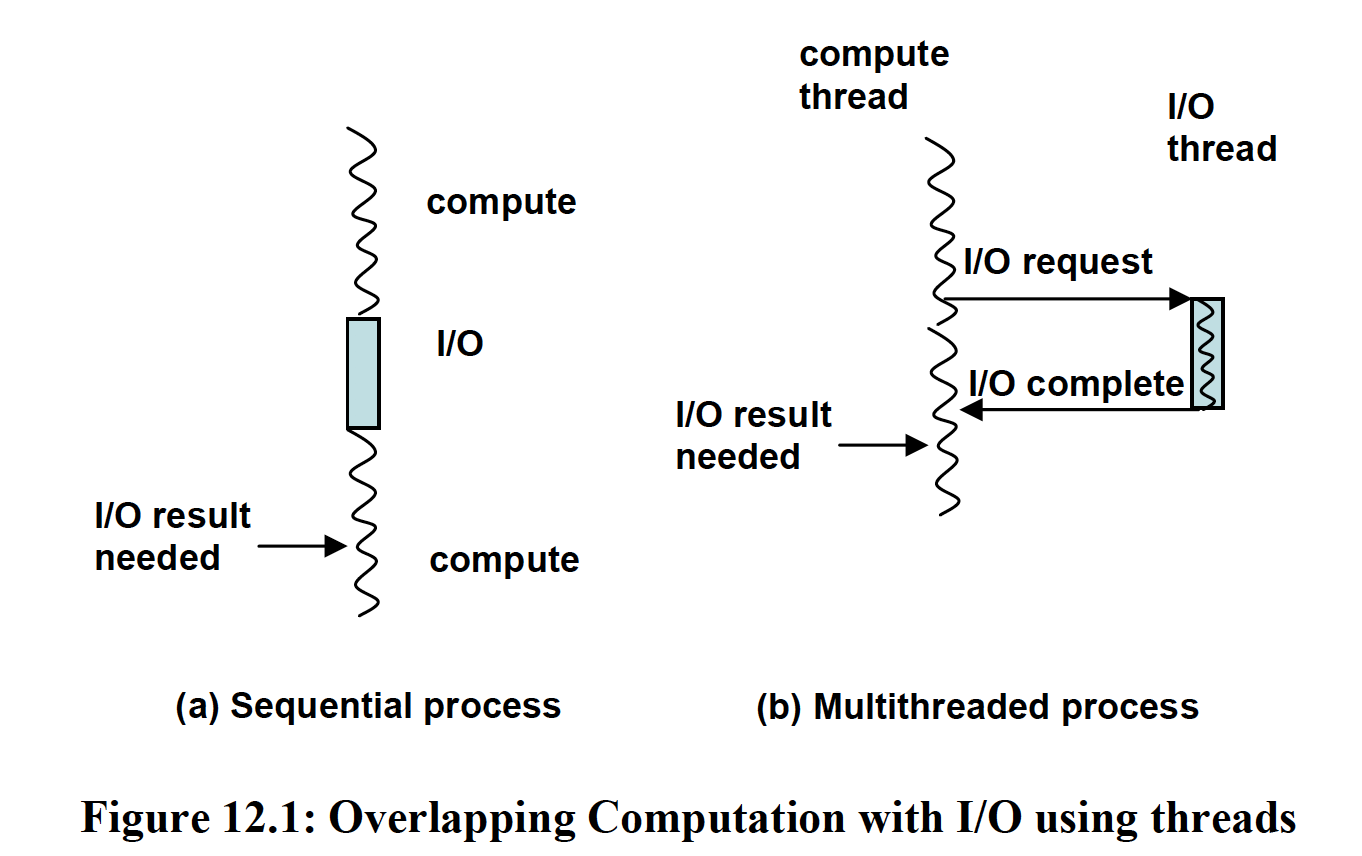 compute
I/O
I/O result
needed
compute
(a) Sequential process
compute
thread
I/O
thread
I/O request
I/O complete
I/O result
needed
(b) Multithreaded process
Figure 12.1: Overlapping Computation with I/O using threads